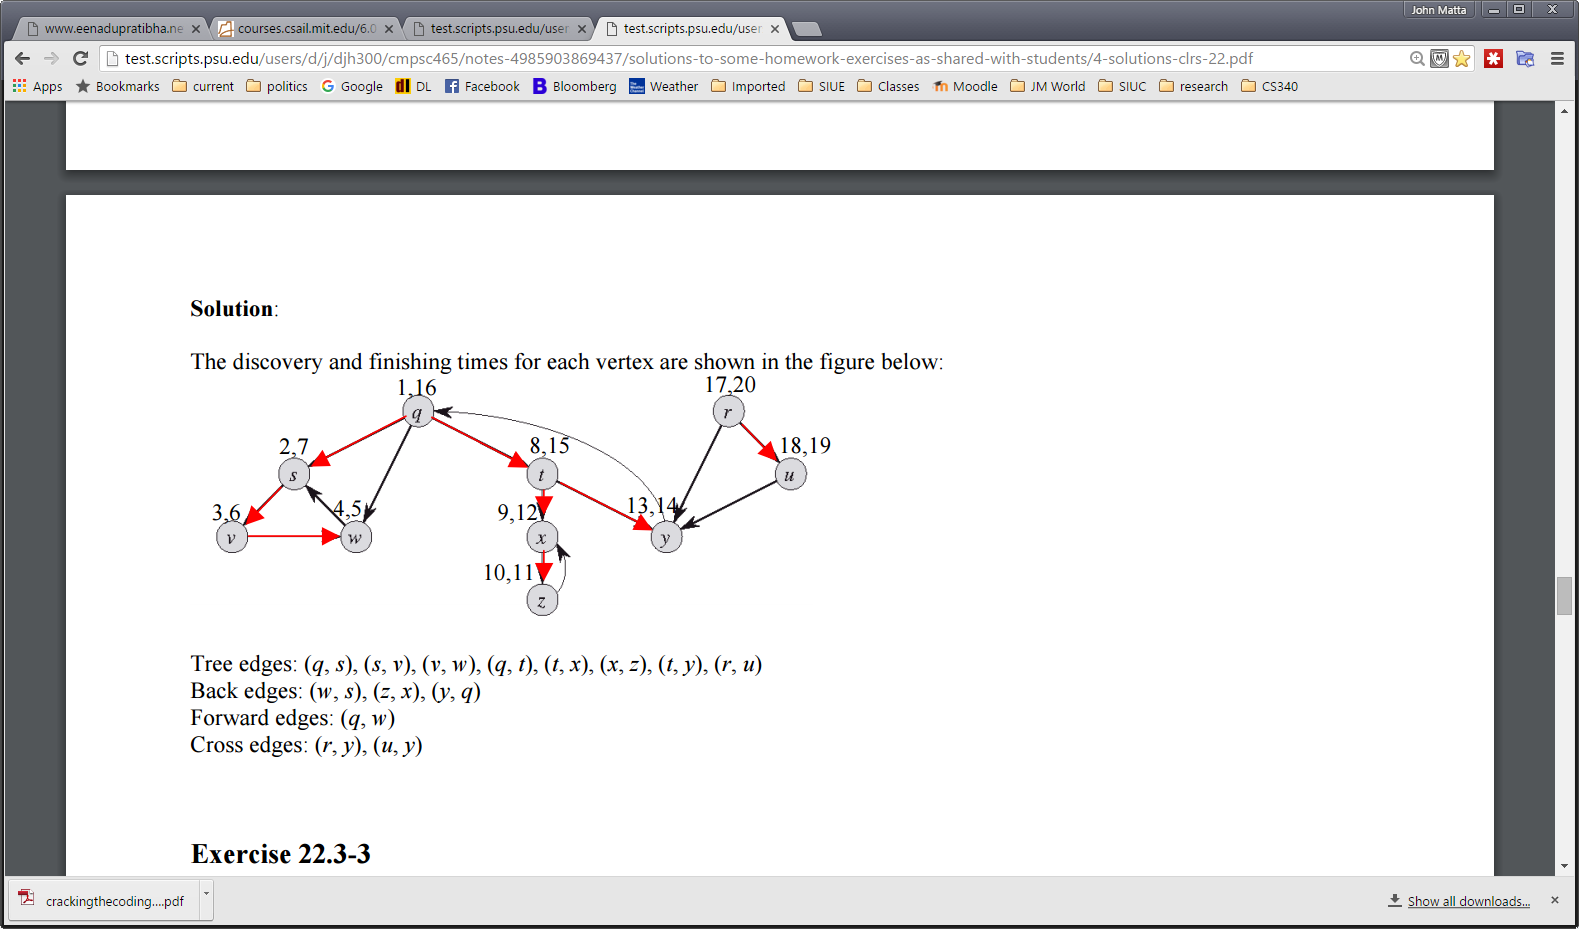 John Matta
www.eenadupratibha.ne
courses.csail.mit.edu/6.0
test.scripts.psu.edu/user
test.scripts.psu.edu/user
test.scripts.psu.edu/users/d/j/djh300/cmpsc465/notes-4985903869437/solutions-to-some-homework-exercises-as-shared-with-students/4-solutions-clrs-22.pdf
Apps Bookmarks current politics Google DL Facebook Bloomberg Weather Imported SIUE Classes Moodle JM World SIUC research CS340
Solution:
The discovery and finishing times for each vertex are shown in the figure below:
1,16 17,20
q r
2,7 8,15 18,19
s t u
3,6 4,5 9,12 13,14
v w x y
10,11
z
Tree edges: (q, s), (s, v), (v, w), (q, t), (t, x), (x, z), (t, y), (r, u)
Back edges: (w, s), (z, x), (y, q)
Forward edges: (q, w)
Cross edges: (r, y), (u, y)
Exercise 22.3-3
crackingthecoding....pdf
Show all downloads...